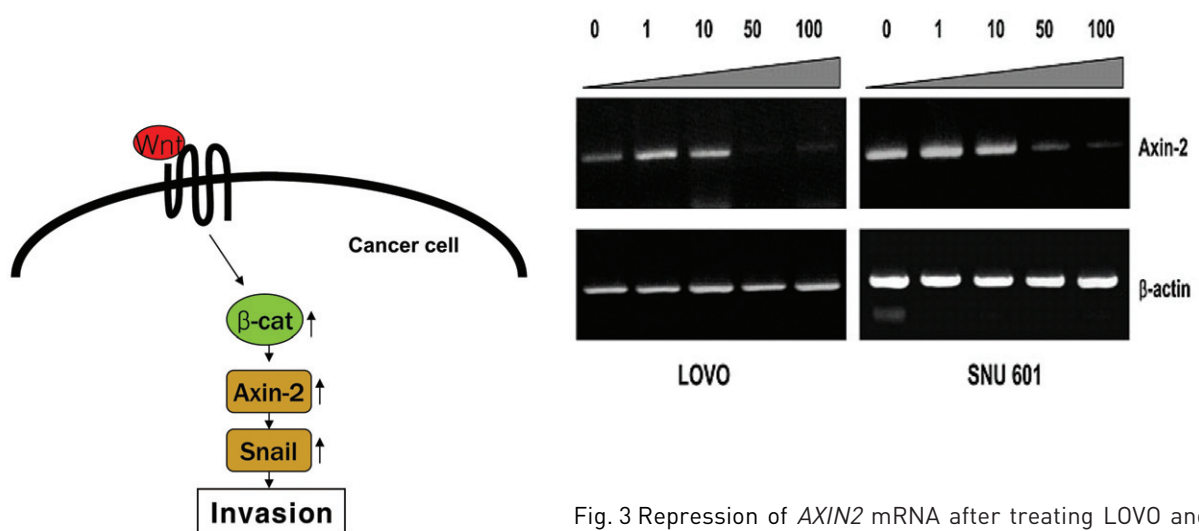 Wnt
Cancer cell
β-cat ↑
Axin-2 ↑
Snail ↑
Invasion
0 1 10 50 100 0 1 10 50 100
Axin-2
β-actin
LOVO SNU 601
Fig. 3 Repression of AXIN2 mRNA after treating LOVO and